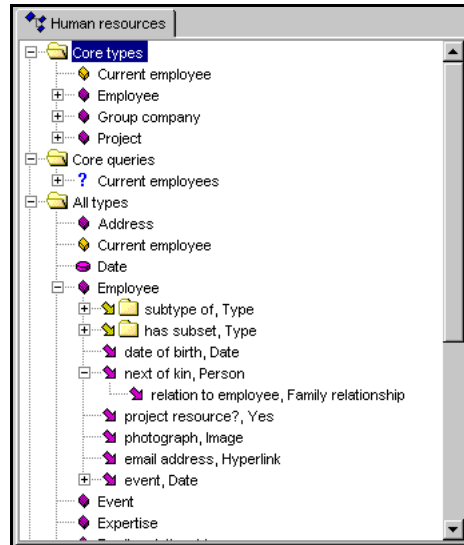 Human resources
Core types
Current employee
Employee
Group company
Project
Core queries
? Current employees
All types
Address
Current employee
Date
Employee
subtype of, Type
has subset, Type
date of birth, Date
next of kin, Person
relation to employee, Family relationship
project resource?, Yes
photograph, Image
email address, Hyperlink
event, Date
Event
Expertise